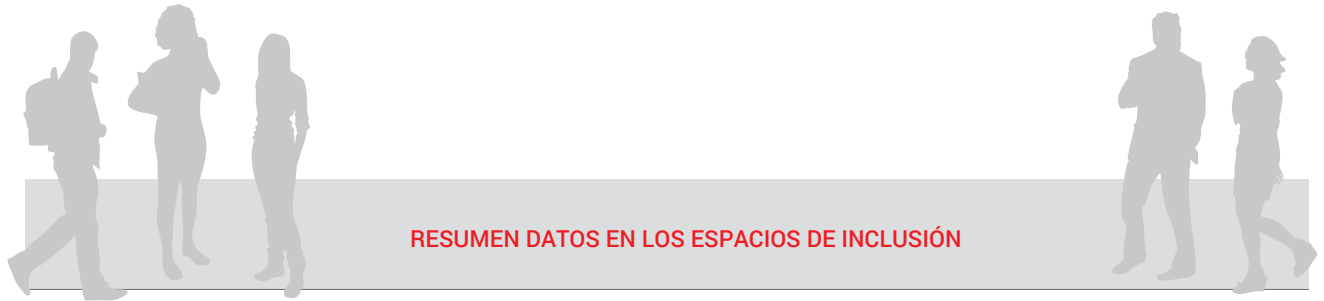 RESUMEN DATOS EN LOS ESPACIOS DE INCLUSIÓN